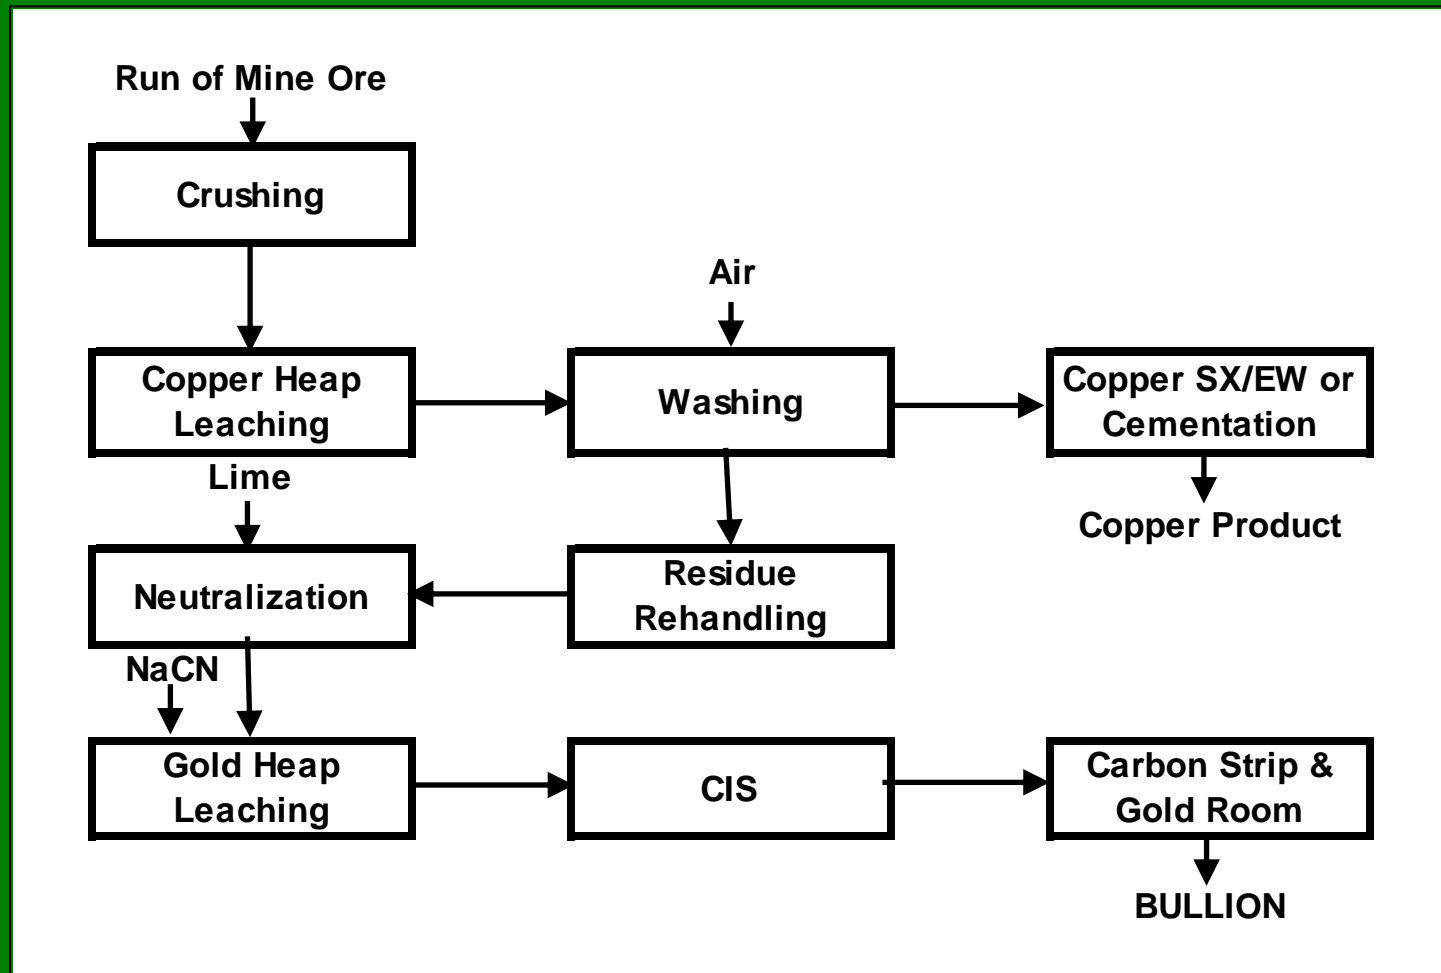 Run of Mine Ore
Crushing
Air
Copper Heap
Leaching
Washing
Copper SX/EW or
Cementation
Lime
Copper Product
Neutralization
Residue
Rehandling
NaCN
Gold Heap
Leaching
CIS
Carbon Strip &
Gold Room
BULLION